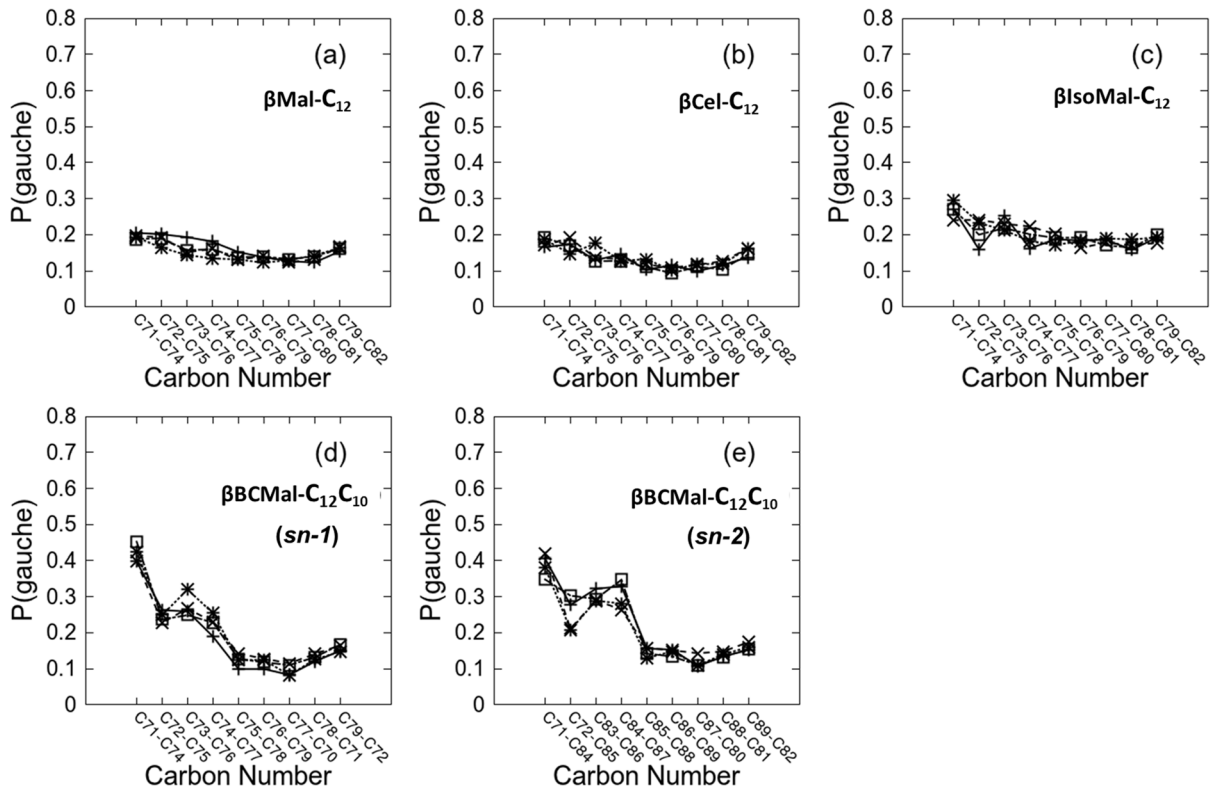 (a)
βMal-C12
P(gauche)
0.8
0.7
0.6
0.5
0.4
0.3
0.2
0.1
0
C71-C74
C72-C75
C73-C76
C74-C77
C75-C78
C76-C79
C77-C80
C78-C81
C79-C82
Carbon Number
(b)
βCel-C12
P(gauche)
0.8
0.7
0.6
0.5
0.4
0.3
0.2
0.1
0
C71-C74
C72-C75
C73-C76
C74-C77
C75-C78
C76-C79
C77-C80
C78-C81
C79-C82
Carbon Number
(c)
βIsoMal-C12
P(gauche)
0.8
0.7
0.6
0.5
0.4
0.3
0.2
0.1
0
C71-C74
C72-C75
C73-C76
C74-C77
C75-C78
C76-C79
C77-C80
C78-C81
C79-C82
Carbon Number
(d)
βBCMal-C12C10
(sn-1)
P(gauche)
0.8
0.7
0.6
0.5
0.4
0.3
0.2
0.1
0
C71-C74
C72-C75
C73-C76
C74-C77
C75-C78
C76-C79
C77-C70
C78-C71
C79-C72
Carbon Number
(e)
βBCMal-C12C10
(sn-2)
P(gauche)
0.8
0.7
0.6
0.5
0.4
0.3
0.2
0.1
0
C71-C84
C72-C85
C83-C86
C84-C87
C85-C88
C86-C89
C87-C80
C88-C81
C89-C82
Carbon Number